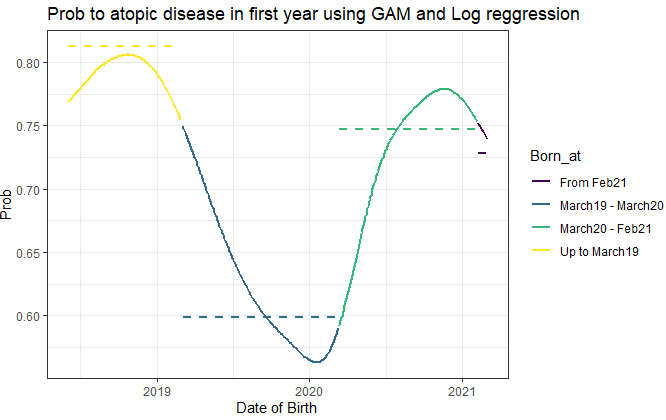 Prob to atopic disease in first year using GAM and Log reggression
0.80
0.75
0.70
0.65
0.60
Prob
2019
2020
2021
Date of Birth
Born_at
From Feb21
March19 - March20
March20 - Feb21
Up to March19